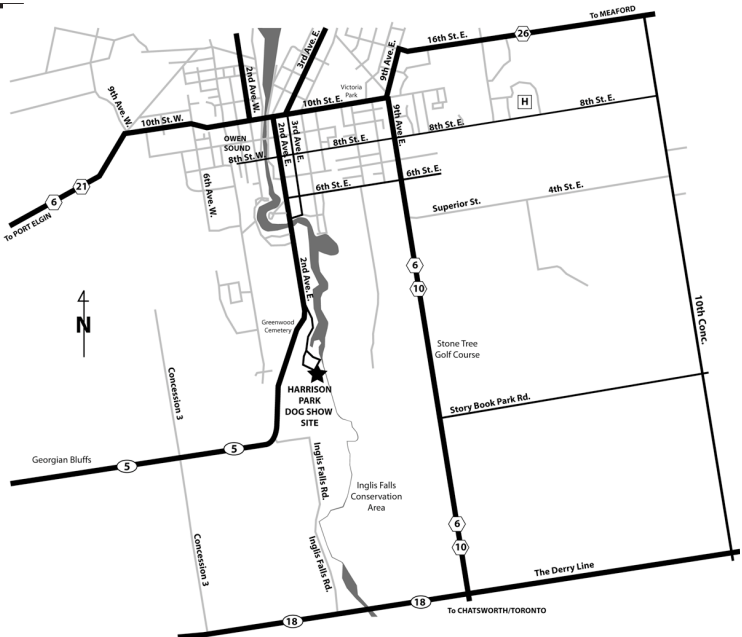 To MEAFORD
16th St. E.
26
9th Ave. E.
3rd Ave. E.
2nd Ave. W.
Victoria
Park
9th Ave. W.
10th St. W.
10th St. E.
H
8th St. E.
9th Ave E.
8th St. E.
OWEN
SOUND
2nd Ave. E.
3rd Ave. E.
8th St. E.
8th St. W.
6th St. E.
6th St. E.
6th Ave. W.
4th St. E.
Superior St.
21
6
To PORT ELGIN
2nd Ave. E.
6
10
N
Greenwood
Cemetery
10th Conc.
Stone Tree
Golf Course
Concession 3
HARRISON
PARK
DOG SHOW
SITE
Story Book Park Rd.
Georgian Bluffs
5
5
Inglis Falls Rd.
Inglis Falls
Conservation
Area
6
10
Concession 3
Inglis Falls Rd.
The Derry Line
18
18
To CHATSWORTH/TORONTO